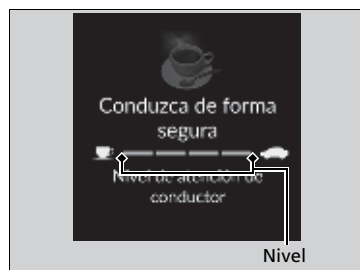 Conduzca de forma
segura
Nivel de atención de
conductor
Nivel